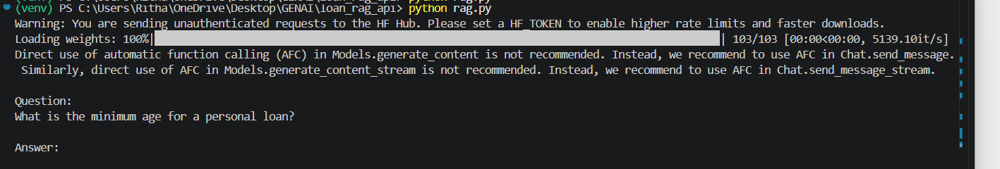 (venv) PS C:\Users\Ritha\OneDrive\Desktop\GENAI\loan_rag_api> python rag.py
Warning: You are sending unauthenticated requests to the HF Hub. Please set a HF_TOKEN to enable higher rate limits and faster downloads.
Loading weights: 100%| | 103/103 [00:00<00:00, 5139.10it/s]
Direct use of automatic function calling (AFC) in Models.generate_content is not recommended. Instead, we recommend to use AFC in Chat.send_message.
Similarly, direct use of AFC in Models.generate_content_stream is not recommended. Instead, we recommend to use AFC in Chat.send_message_stream.
Question:
What is the minimum age for a personal loan?
Answer: